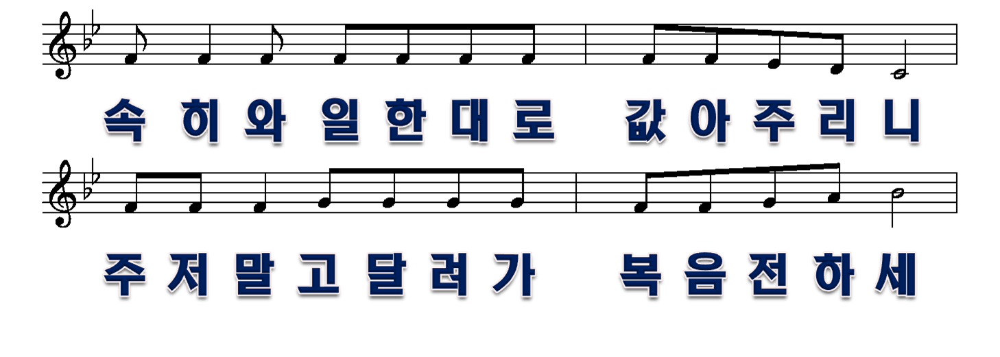 속 히 와 일 한 대 로 값 아 주 리 니
주 저 말 고 달 려 가 복 음 전 하 세